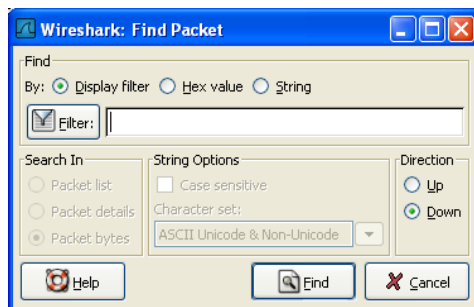 Wireshark: Find Packet
Find
By: Display filter Hex value String
Filter:
Search In
Packet list
Packet details
Packet bytes
String Options
Case sensitive
Character set:
ASCII Unicode & Non-Unicode
Direction
Up
Down
Help
Find
Cancel